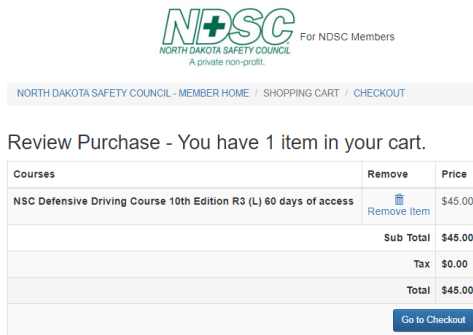 NDSC
NORTH DAKOTA SAFETY COUNCIL
A private non-profit.
For NDSC Members
NORTH DAKOTA SAFETY COUNCIL - MEMBER HOME / SHOPPING CART / CHECKOUT
Review Purchase - You have 1 item in your cart.
Courses Remove Price
NSC Defensive Driving Course 10th Edition R3 (L) 60 days of access Remove Item $45.00
Sub Total $45.00
Tax $0.00
Total $45.00
Go to Checkout